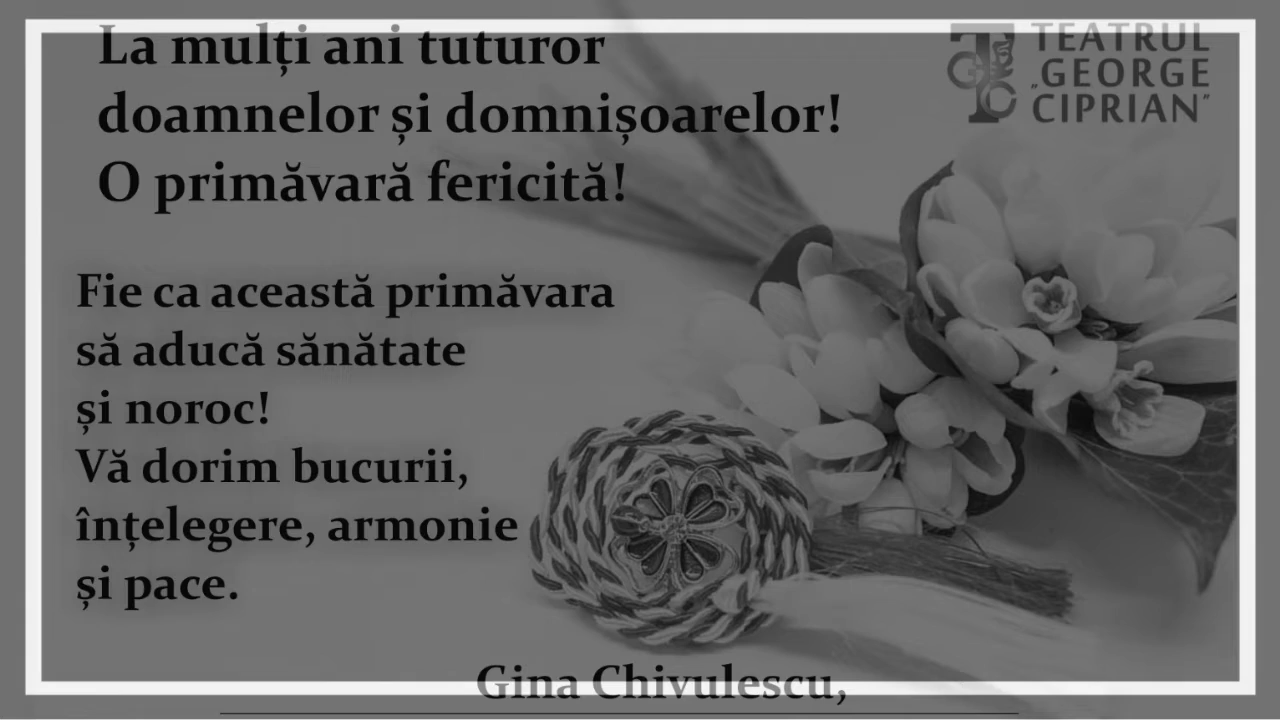 La mulți ani tuturor
doamnelor și domnișoarelor!
O primăvară fericită!
TEATRUL
„GEORGE
CIPRIAN”
Fie ca această primăvara
să aducă sănătate
și noroc!
Vă dorim bucurii,
înțelegere, armonie
și pace.
Gina Chivulescu,